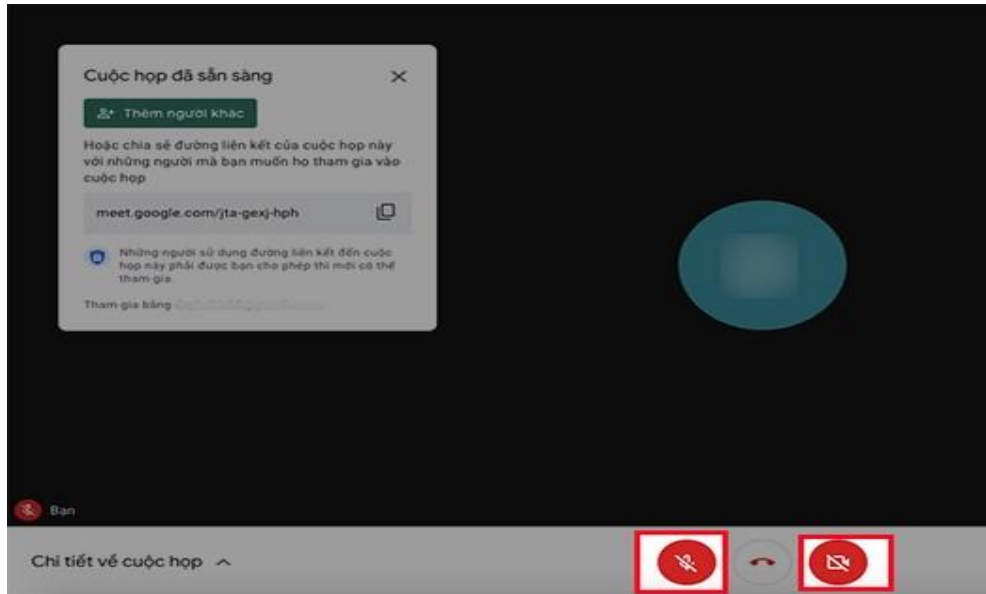 Cuộc họp đã sẵn sàng
Thêm người khác
Hoặc chia sẻ đường liên kết của cuộc họp này
với những người mà bạn muốn họ tham gia vào
cuộc họp
meet.google.com/jta-gexj-hph
Những người sử dụng đường liên kết đến cuộc
họp này phải được bạn cho phép thì mới có thể
tham gia.
Tham gia bằng
Bạn
Chi tiết về cuộc họp